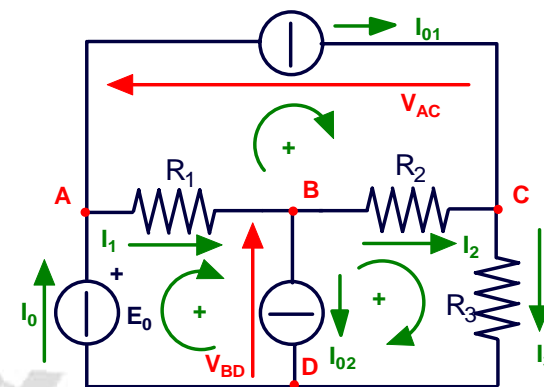 I01
VAC
+
R1
R2
A
B
C
I1
I2
+
I0
E0
+
+
R3
VBD
D
I02
I